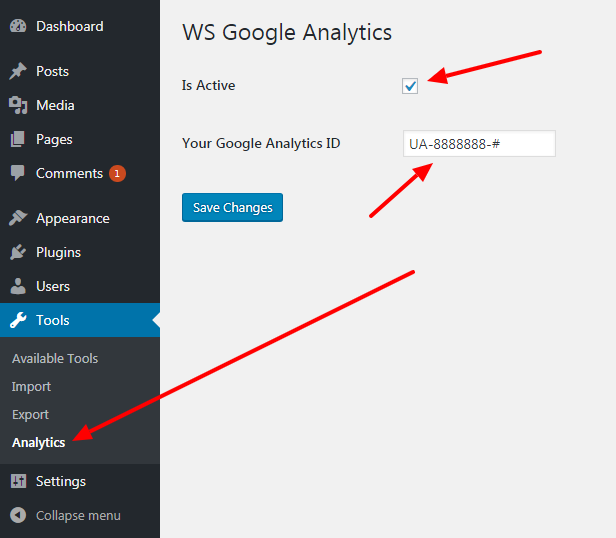 Dashboard
Posts
Media
Pages
Comments 1
Appearance
Plugins
Users
Tools
Available Tools
Import
Export
Analytics
Settings
Collapse menu
WS Google Analytics
Is Active
Your Google Analytics ID UA-8888888-#
Save Changes